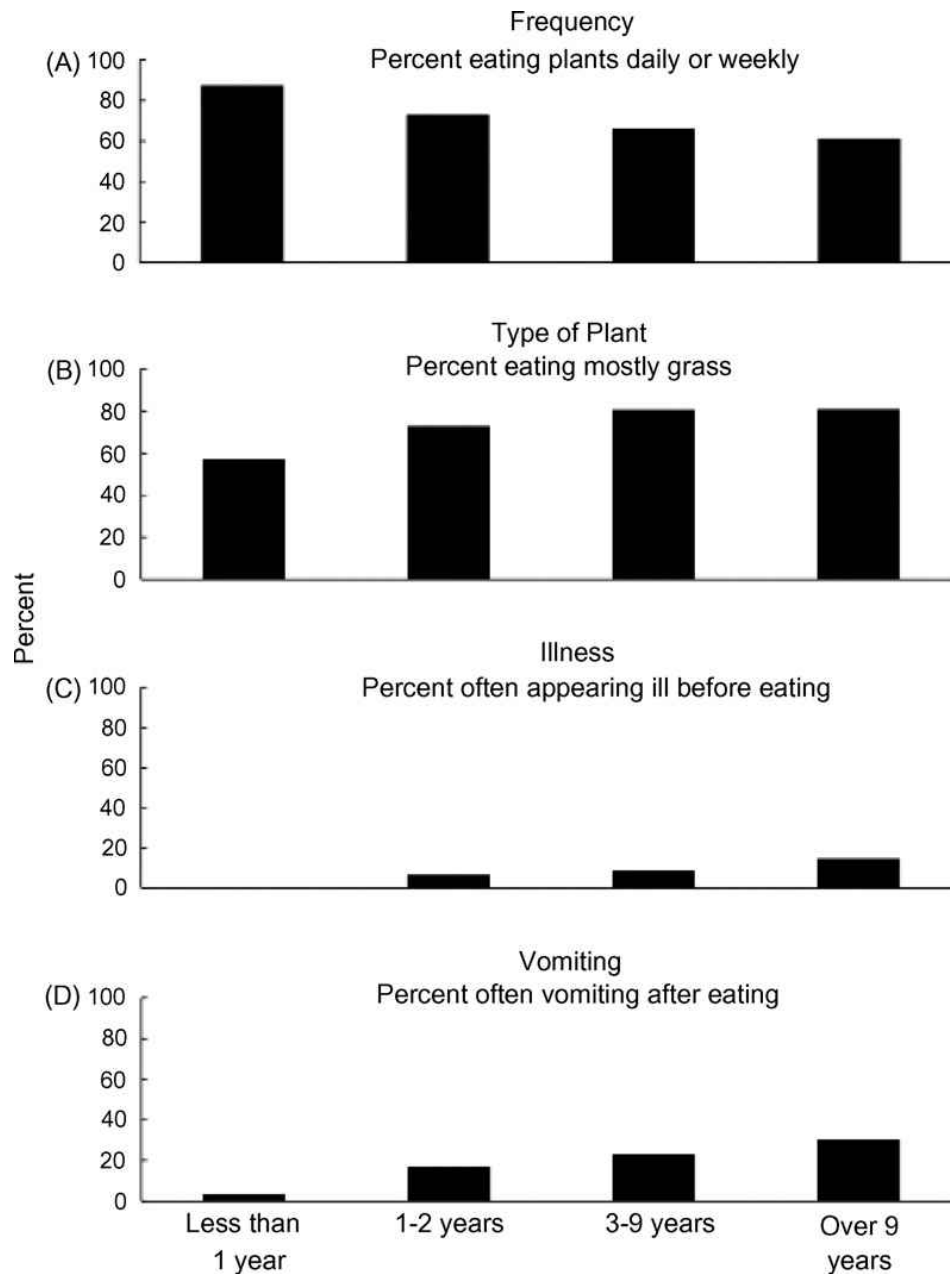 Frequency
(A) Percent eating plants daily or weekly
100
80
60
40
20
0
Type of Plant
(B) Percent eating mostly grass
100
80
60
40
20
0
Percent
Illness
(C) Percent often appearing ill before eating
100
80
60
40
20
0
Vomiting
(D) Percent often vomiting after eating
100
80
60
40
20
0
Less than 1-2 years 3-9 years Over 9
1 year years